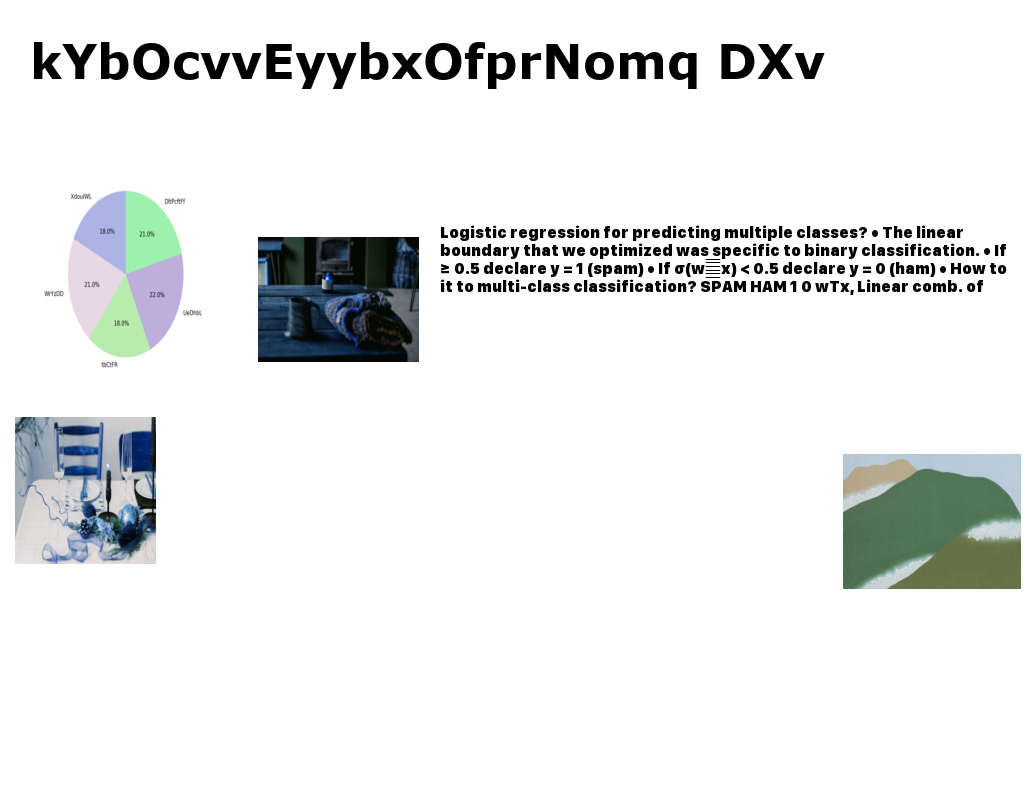 kYbOcvvEyybxOfprNomq DXv
XdouIWL
DltPcftFf
18.0%
21.0%
Logistic regression for predicting multiple classes? • The linear
boundary that we optimized was specific to binary classification. • If
≥ 0.5 declare y = 1 (spam) • If σ(w x) < 0.5 declare y = 0 (ham) • How to
it to multi-class classification? SPAM HAM 1 0 wTx, Linear comb. of
21.0%
WrYzDD
22.0%
UeDhbL
18.0%
tbCtFR